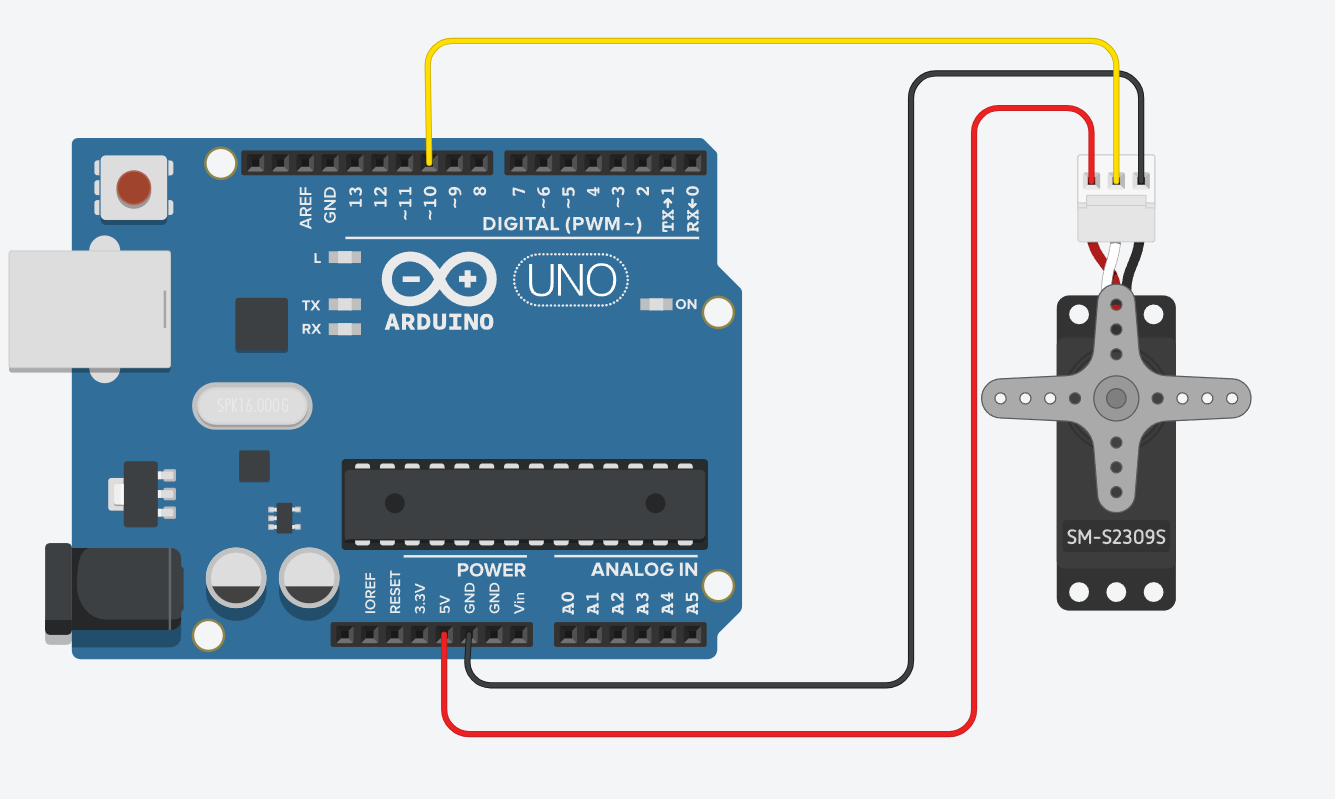 AREF
GND
13
12
~11
~10
~9
8
7
~6
~5
4
~3
2
TX→1
RX←0
DIGITAL (PWM~)
L
TX
RX
ARDUINO
UNO
ON
SPK16.000G
POWER
ANALOG IN
IOREF
RESET
3.3V
5V
GND
GND
Vin
A0
A1
A2
A3
A4
A5
SM-S2309S